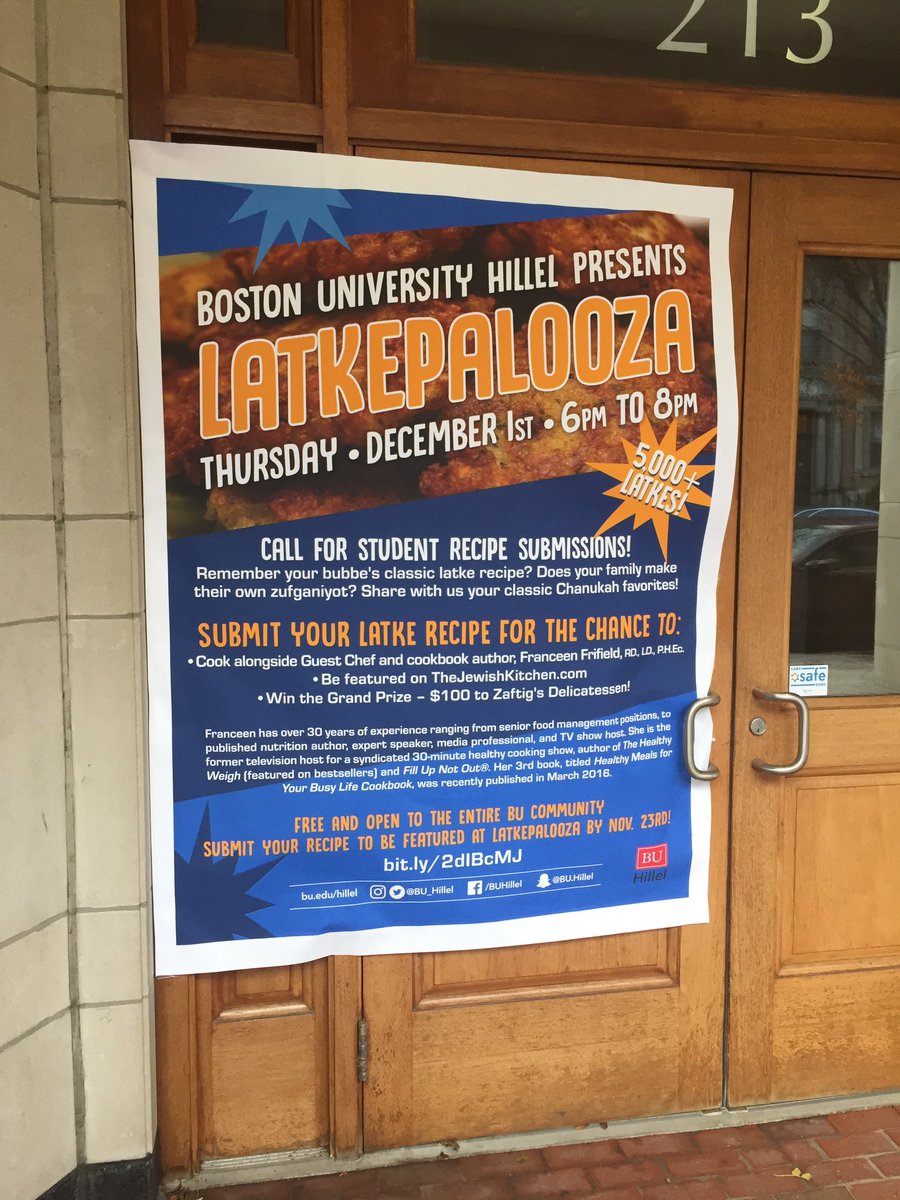 213
BOSTON UNIVERSITY HILLEL PRESENTS
LATKEPALOOZA
THURSDAY • DECEMBER 1ST • 6PM TO 8PM
5,000+
LATKES!
CALL FOR STUDENT RECIPE SUBMISSIONS!
Remember your bubbe's classic latke recipe? Does your family make
their own zufganiyot? Share with us your classic Chanukah favorites!
SUBMIT YOUR LATKE RECIPE FOR THE CHANCE TO:
• Cook alongside Guest Chef and cookbook author, Franceen Frifield, RD, LD, P.H.Ec.
• Be featured on TheJewishKitchen.com
• Win the Grand Prize – $100 to Zaftig's Delicatessen!
Franceen has over 30 years of experience ranging from senior food management positions, to
published nutrition author, expert speaker, media professional, and TV show host. She is the
former television host for a syndicated 30-minute healthy cooking show, author of The Healthy
Weigh (featured on bestsellers) and Fill Up Not Out®. Her 3rd book, titled Healthy Meals for
Your Busy Life Cookbook, was recently published in March 2016.
FREE AND OPEN TO THE ENTIRE BU COMMUNITY
SUBMIT YOUR RECIPE TO BE FEATURED AT LATKEPALOOZA BY NOV. 23RD!
bit.ly/2dIBcMJ
bu.edu/hillel @BU_Hillel /BUHillel @BU.Hillel
BU
Hillel
safe